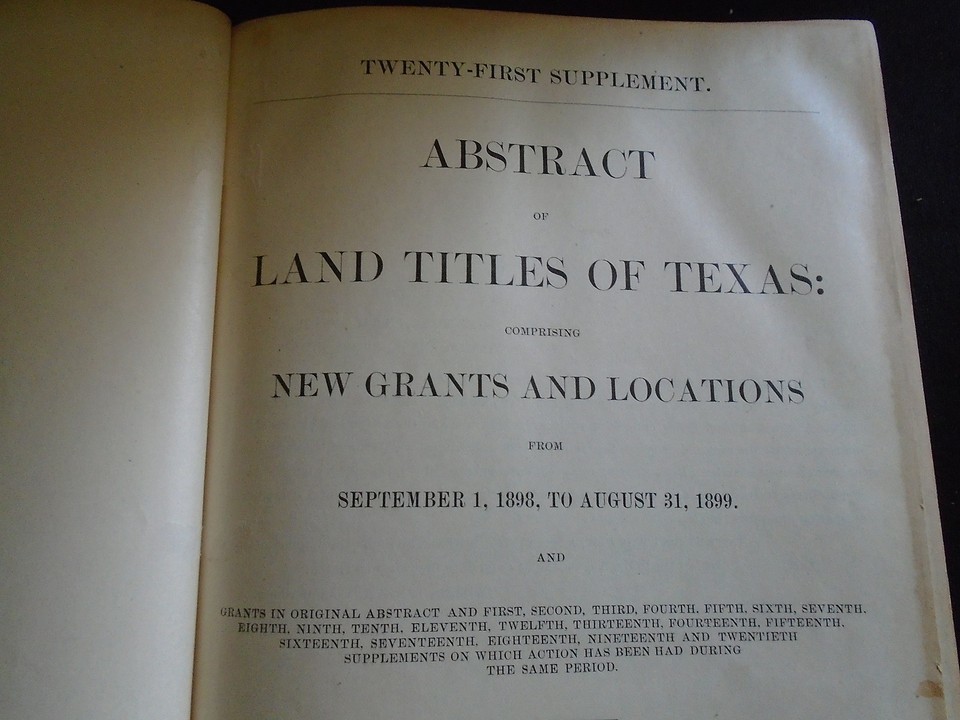 TWENTY-FIRST SUPPLEMENT.
ABSTRACT
OF
LAND TITLES OF TEXAS:
COMPRISING
NEW GRANTS AND LOCATIONS
FROM
SEPTEMBER 1, 1898, TO AUGUST 31, 1899.
AND
GRANTS IN ORIGINAL ABSTRACT AND FIRST, SECOND, THIRD, FOURTH, FIFTH, SIXTH, SEVENTH,
EIGHTH, NINTH, TENTH, ELEVENTH, TWELFTH, THIRTEENTH, FOURTEENTH, FIFTEENTH,
SIXTEENTH, SEVENTEENTH, EIGHTEENTH, NINETEENTH AND TWENTIETH
SUPPLEMENTS ON WHICH ACTION HAS BEEN HAD DURING
THE SAME PERIOD.